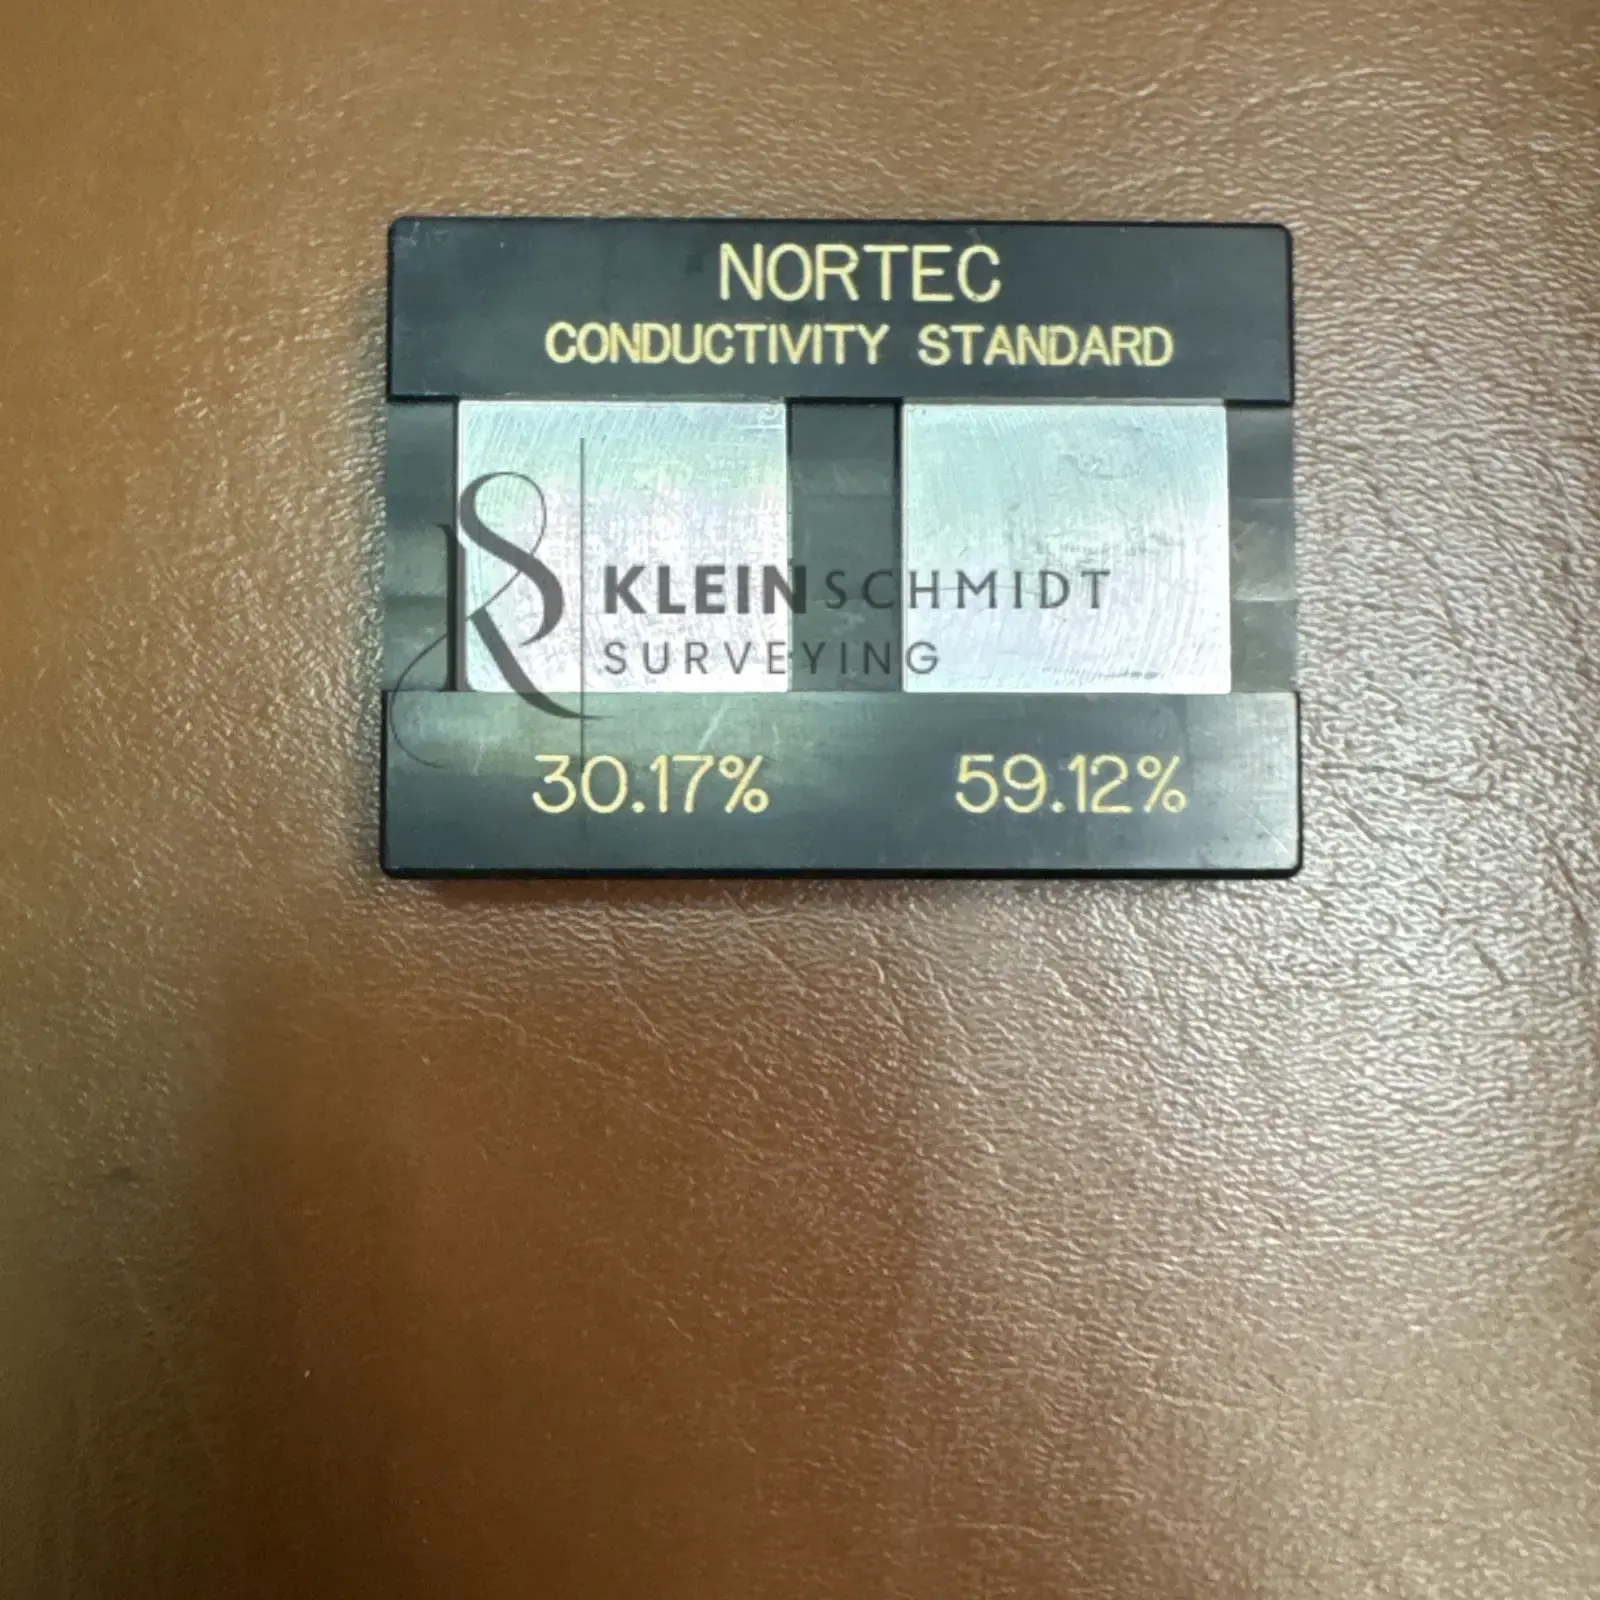 NORTEC
CONDUCTIVITY STANDARD
KLEINSCHMIDT
SURVEYING
30.17% 59.12%